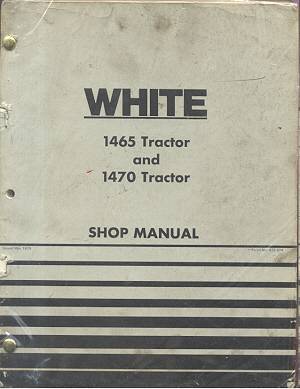 WHITE
1465 Tractor
and
1470 Tractor
SHOP MANUAL